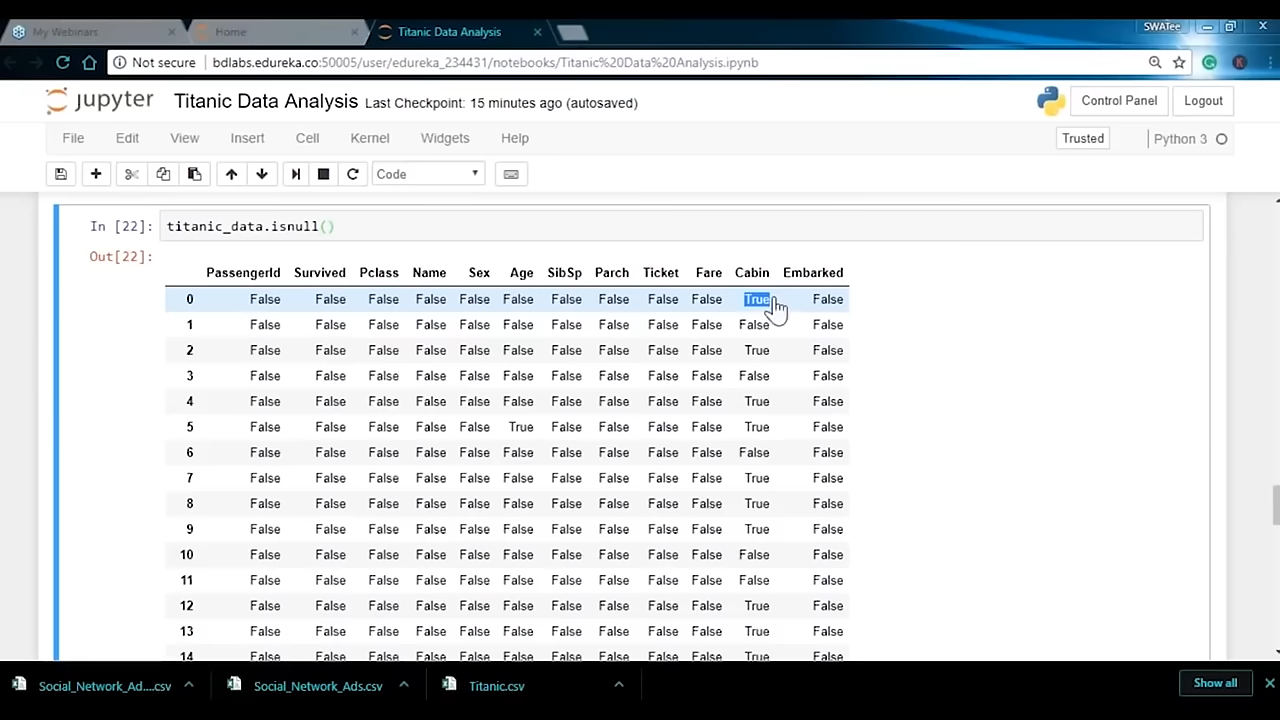 My Webinars Home Titanic Data Analysis SWATee
Not secure bdlabs.edureka.co:50005/user/edureka_234431/notebooks/Titanic%20Data%20Analysis.ipynb
jupyter Titanic Data Analysis Last Checkpoint: 15 minutes ago (autosaved) Control Panel Logout
File Edit View Insert Cell Kernel Widgets Help Trusted Python 3
Code
In [22]: titanic_data.isnull()
Out[22]:
PassengerId Survived Pclass Name Sex Age SibSp Parch Ticket Fare Cabin Embarked
0 False False False False False False False False False False True False
1 False False False False False False False False False False False False
2 False False False False False False False False False False True False
3 False False False False False False False False False False False False
4 False False False False False False False False False False True False
5 False False False False False True False False False False True False
6 False False False False False False False False False False False False
7 False False False False False False False False False False True False
8 False False False False False False False False False False True False
9 False False False False False False False False False False True False
10 False False False False False False False False False False False False
11 False False False False False False False False False False False False
12 False False False False False False False False False False True False
13 False False False False False False False False False False True False
14 False False False False False False False False False False True False
Social_Network_Ad....csv Social_Network_Ads.csv Titanic.csv Show all